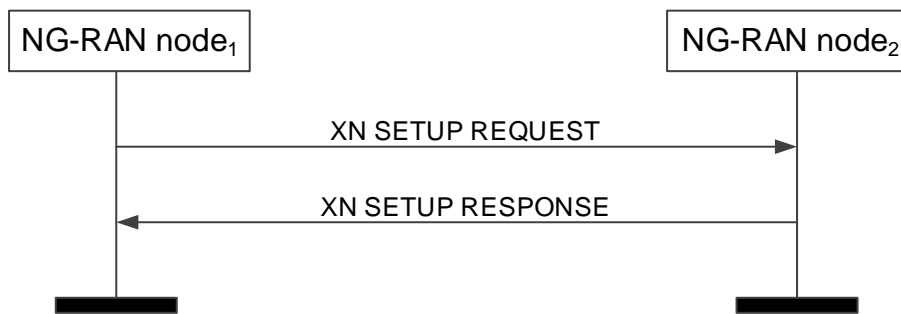 NG-RAN node₁
NG-RAN node₂
XN SETUP REQUEST
XN SETUP RESPONSE